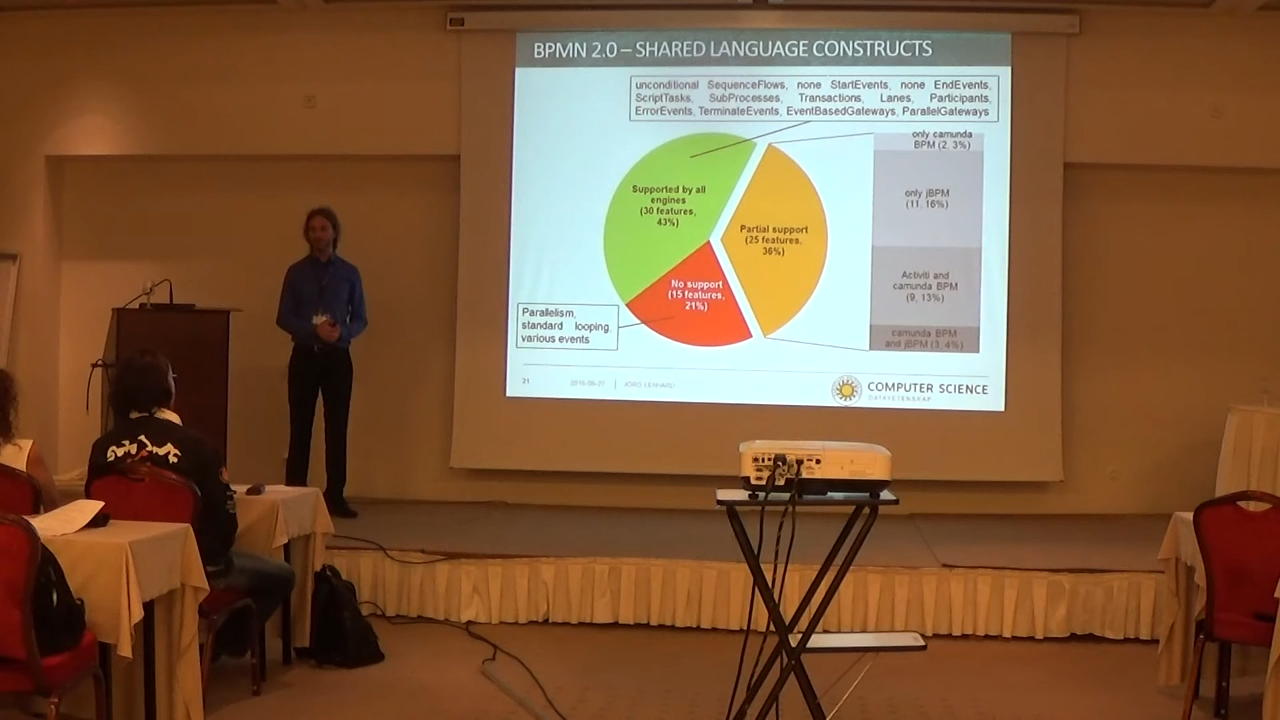 BPMN 2.0 – SHARED LANGUAGE CONSTRUCTS
unconditional SequenceFlows, none StartEvents, none EndEvents,
ScriptTasks, SubProcesses, Transactions, Lanes, Participants,
ErrorEvents, TerminateEvents, EventBasedGateways, ParallelGateways
Supported by all
engines
(30 features,
43%)
Partial support
(25 features,
36%)
No support
(15 features,
21%)
Parallelism,
standard looping,
various events
only camunda
BPM (2, 3%)
only jBPM
(11, 16%)
Activiti and
camunda BPM
(9, 13%)
camunda BPM
and jBPM (3, 4%)
21
JÖRG LENHARD
COMPUTER SCIENCE
DATAVETENSKAP